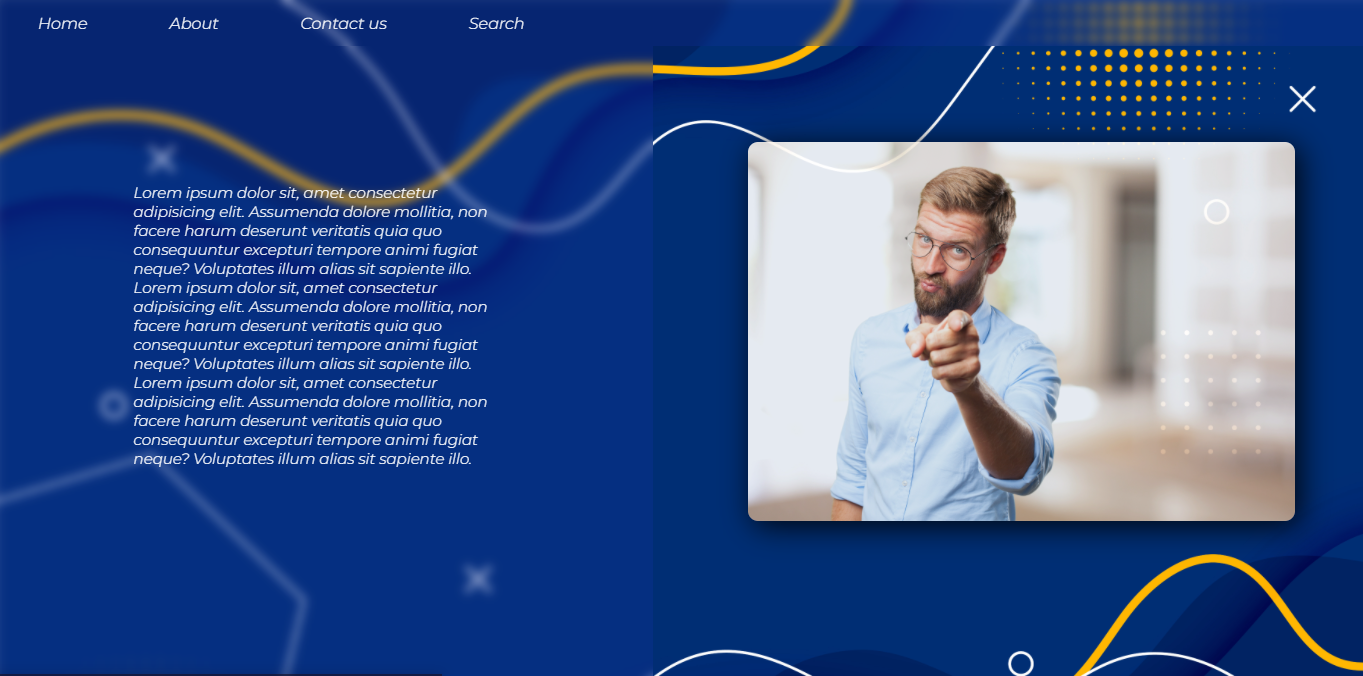 Home About Contact us Search
Lorem ipsum dolor sit, amet consectetur
adipisicing elit. Assumenda dolore mollitia, non
facere harum deserunt veritatis quia quo
consequuntur excepturi tempore animi fugiat
neque? Voluptates illum alias sit sapiente illo.
Lorem ipsum dolor sit, amet consectetur
adipisicing elit. Assumenda dolore mollitia, non
facere harum deserunt veritatis quia quo
consequuntur excepturi tempore animi fugiat
neque? Voluptates illum alias sit sapiente illo.
Lorem ipsum dolor sit, amet consectetur
adipisicing elit. Assumenda dolore mollitia, non
facere harum deserunt veritatis quia quo
consequuntur excepturi tempore animi fugiat
neque? Voluptates illum alias sit sapiente illo.